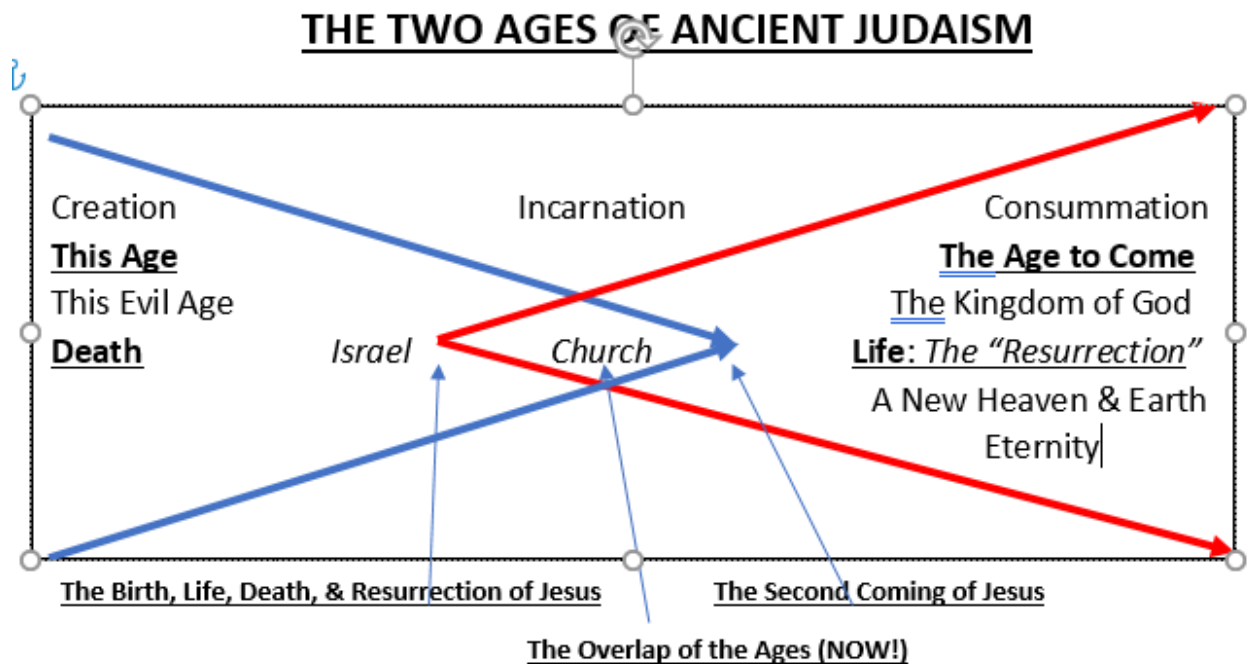 THE TWO AGES OF ANCIENT JUDAISM
Creation
Incarnation
Consummation
This Age
The Age to Come
This Evil Age
The Kingdom of God
Death
Israel
Church
Life: The “Resurrection”
A New Heaven & Earth
Eternity
The Birth, Life, Death, & Resurrection of Jesus
The Second Coming of Jesus
The Overlap of the Ages (NOW!)